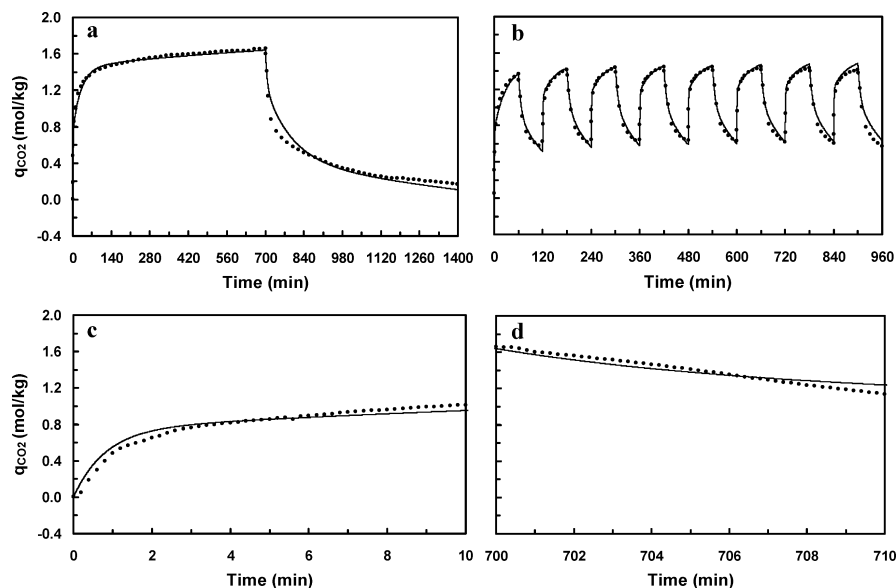 a
b
2.0
1.6
1.2
0.8
0.4
0.0
-0.4
qCO2 (mol/kg)
0 140 280 420 560 700 840 980 1120 1260 1400
Time (min)
0 120 240 360 480 600 720 840 960
Time (min)
c
d
2.0
1.6
1.2
0.8
0.4
0.0
-0.4
qCO2 (mol/kg)
0 2 4 6 8 10
Time (min)
700 702 704 706 708 710
Time (min)